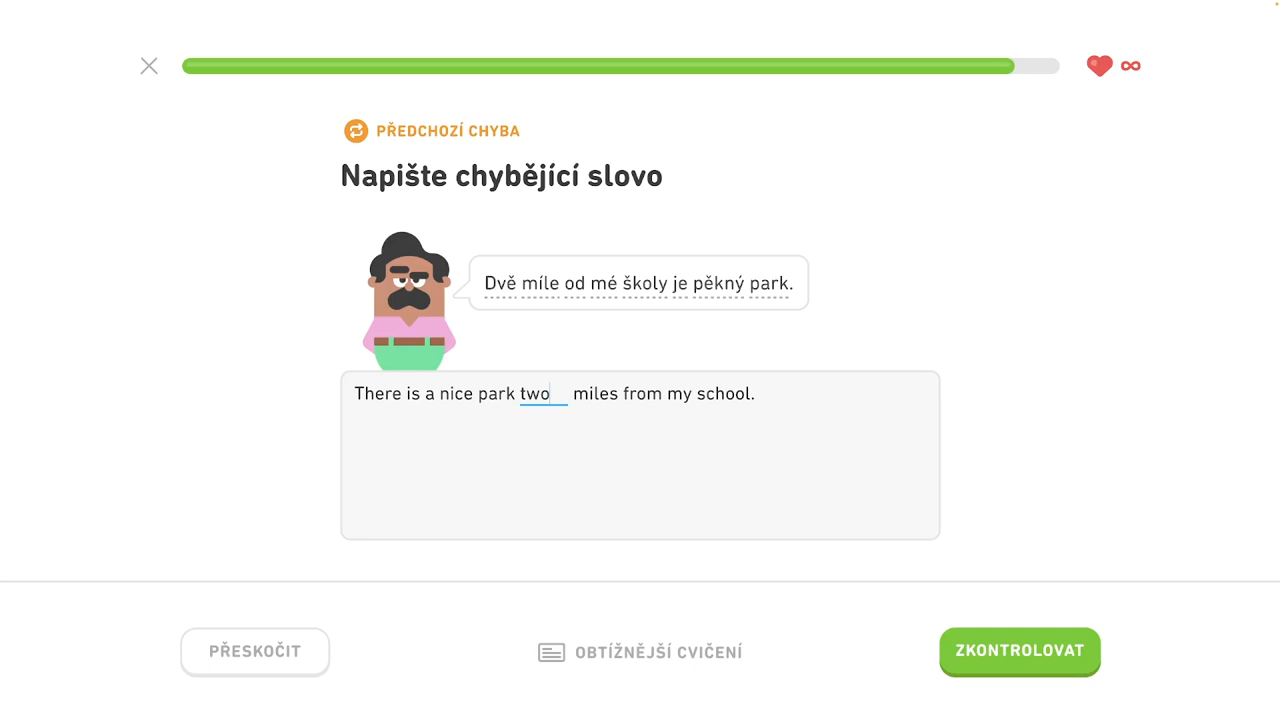 PŘEDCHOZÍ CHYBA
Napište chybějící slovo
Dvě míle od mé školy je pěkný park.
There is a nice park two miles from my school.
PŘESKOČIT
OBTÍŽNĚJŠÍ CVIČENÍ
ZKONTROLOVAT